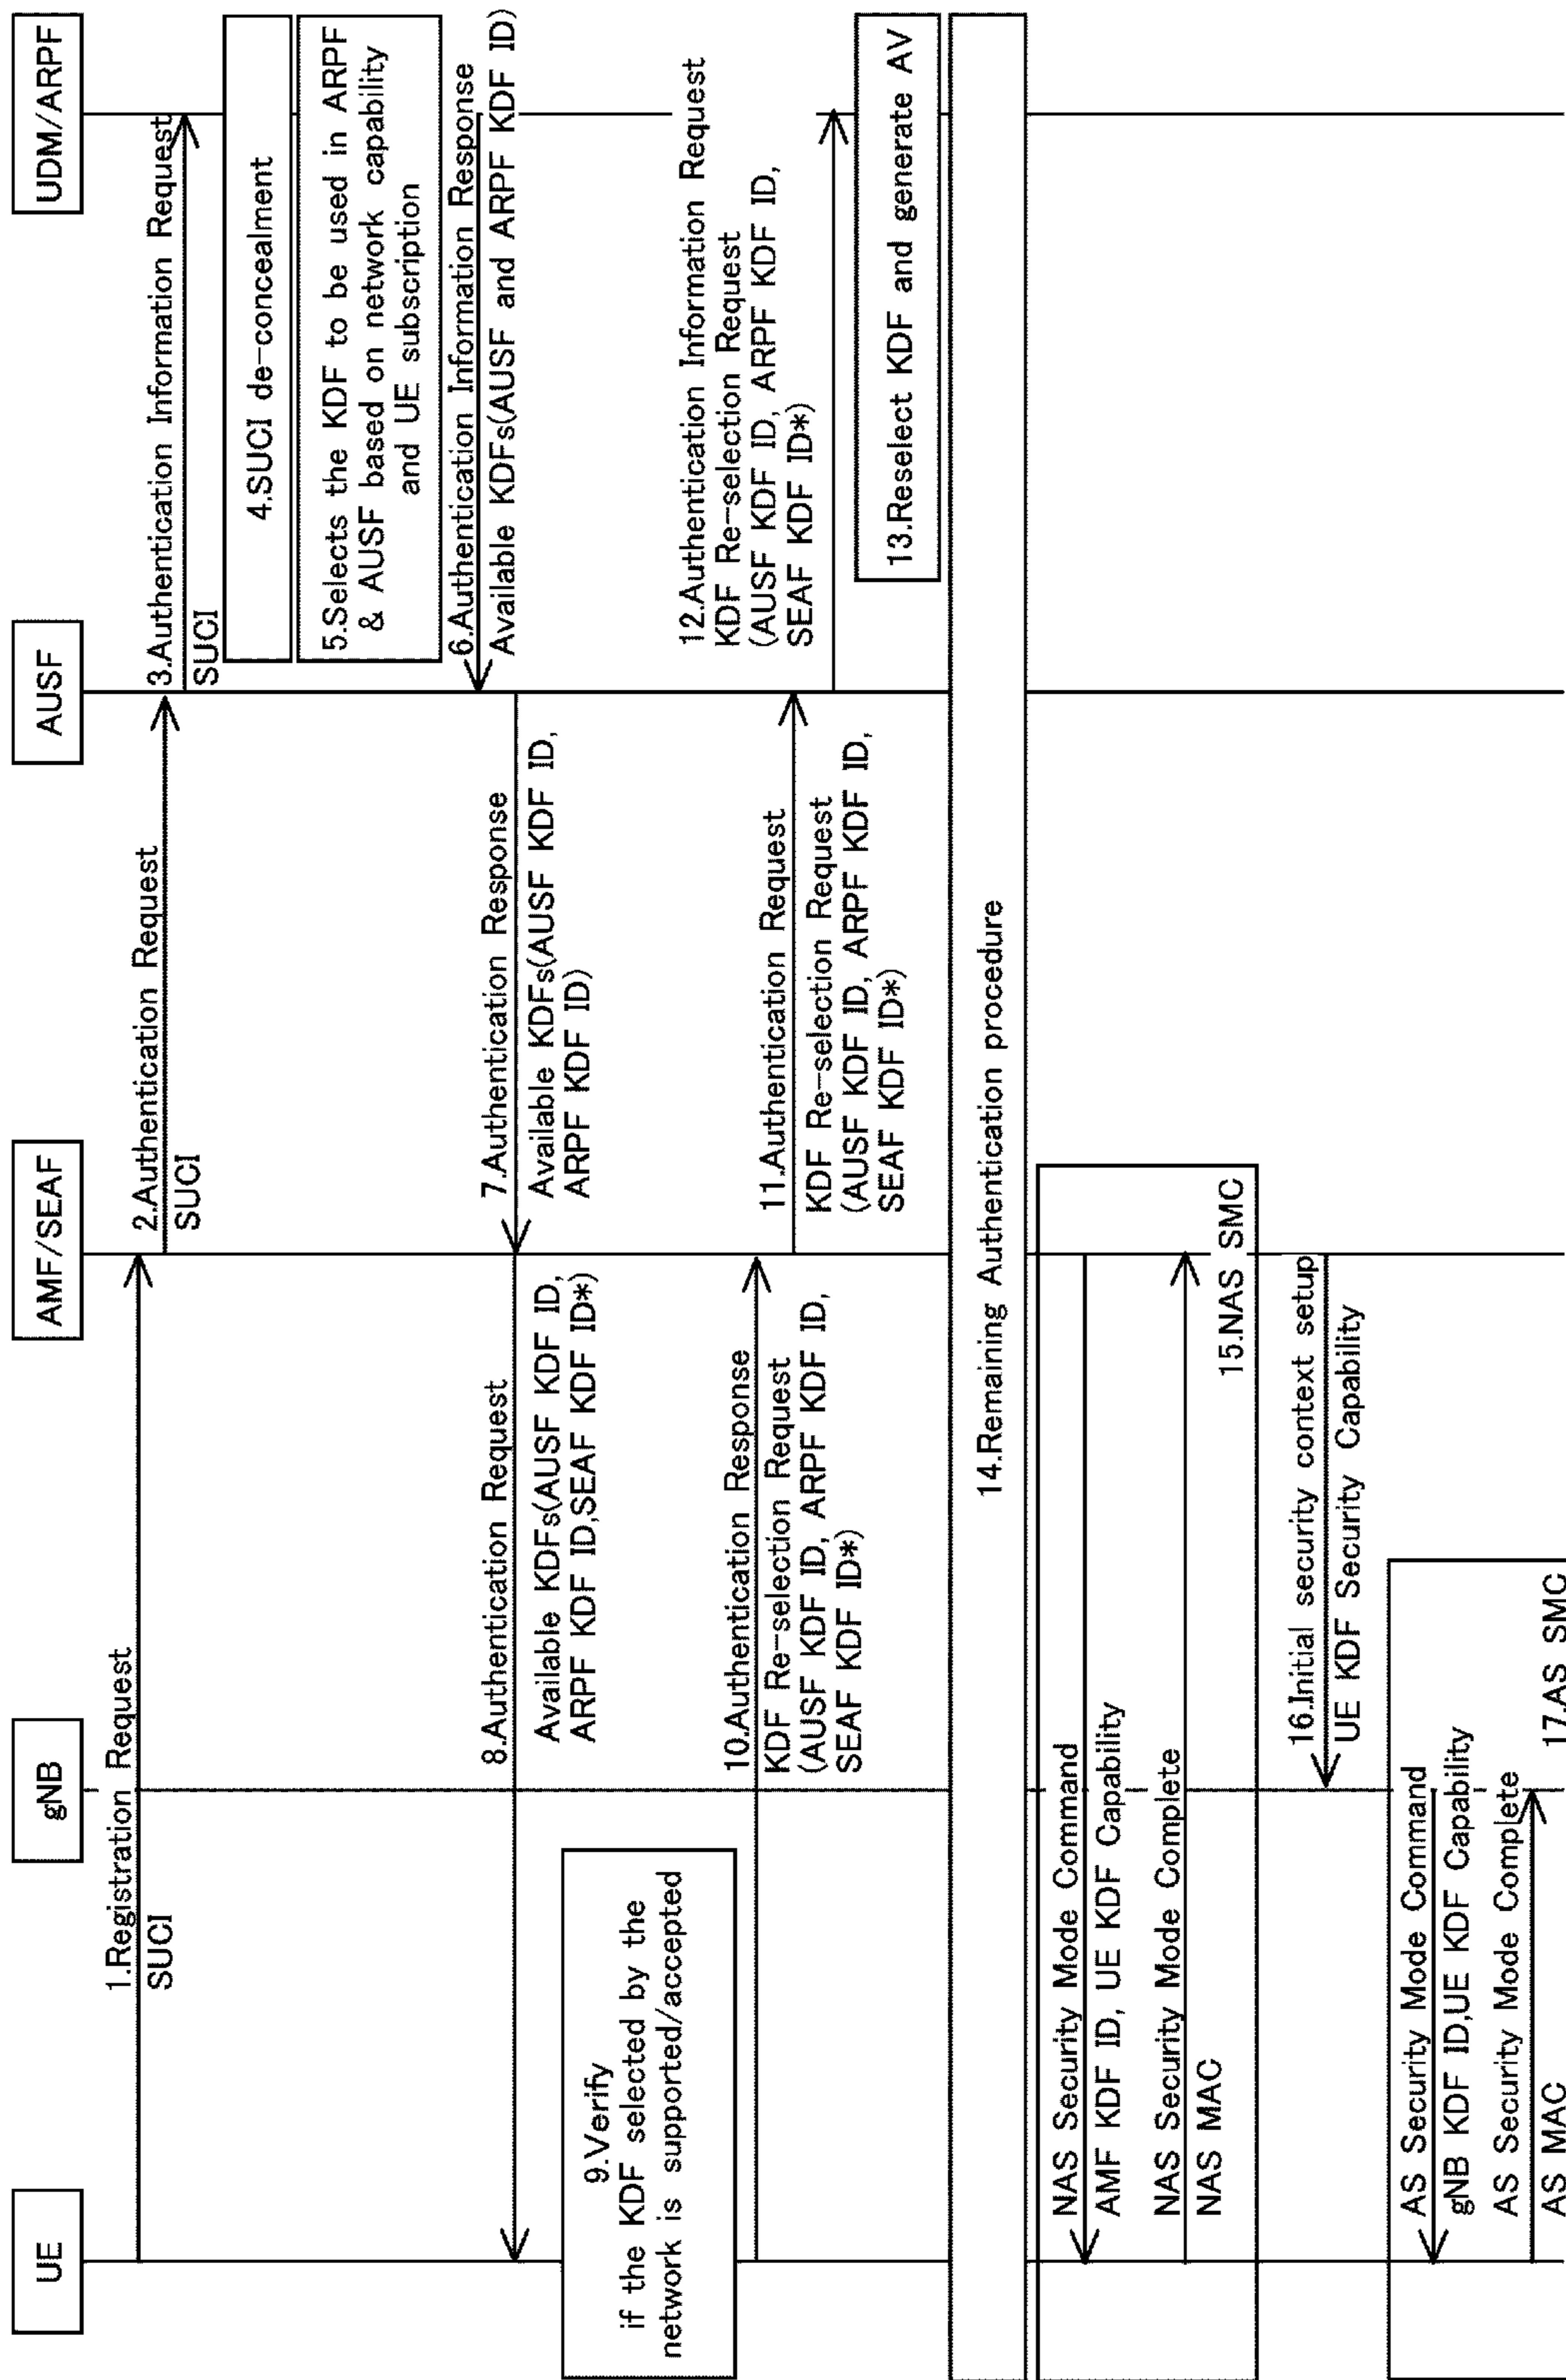 UE
gNB
AMF/SEAF
AUSF
UDM/ARPF
1.Registration Request
SUCI
2.Authentication Request
SUCI
3.Authentication Information Request
SUCI
4.SUCI de-concealment
5.Selects the KDF to be used in ARPF
& AUSF based on network capability
and UE subscription
6.Authentication Information Response
Available KDFs(AUSF and ARPF KDF ID)
7.Authentication Response
Available KDFs(AUSF KDF ID,
ARPF KDF ID)
8.Authentication Request
Available KDFs(AUSF KDF ID,
ARPF KDF ID,SEAF KDF ID*)
9.Verify
if the KDF selected by the
network is supported/accepted
10.Authentication Response
KDF Re-selection Request
(AUSF KDF ID, ARPF KDF ID,
SEAF KDF ID*)
11.Authentication Request
KDF Re-selection Request
(AUSF KDF ID, ARPF KDF ID,
SEAF KDF ID*)
12.Authentication Information Request
KDF Re-selection Request
(AUSF KDF ID, ARPF KDF ID,
SEAF KDF ID*)
13.Reselect KDF and generate AV
14.Remaining Authentication procedure
NAS Security Mode Command
AMF KDF ID, UE KDF Capability
NAS Security Mode Complete
NAS MAC
15.NAS SMC
16.Initial security context setup
UE KDF Security Capability
AS Security Mode Command
gNB KDF ID,UE KDF Capability
AS Security Mode Complete
AS MAC
17.AS SMC